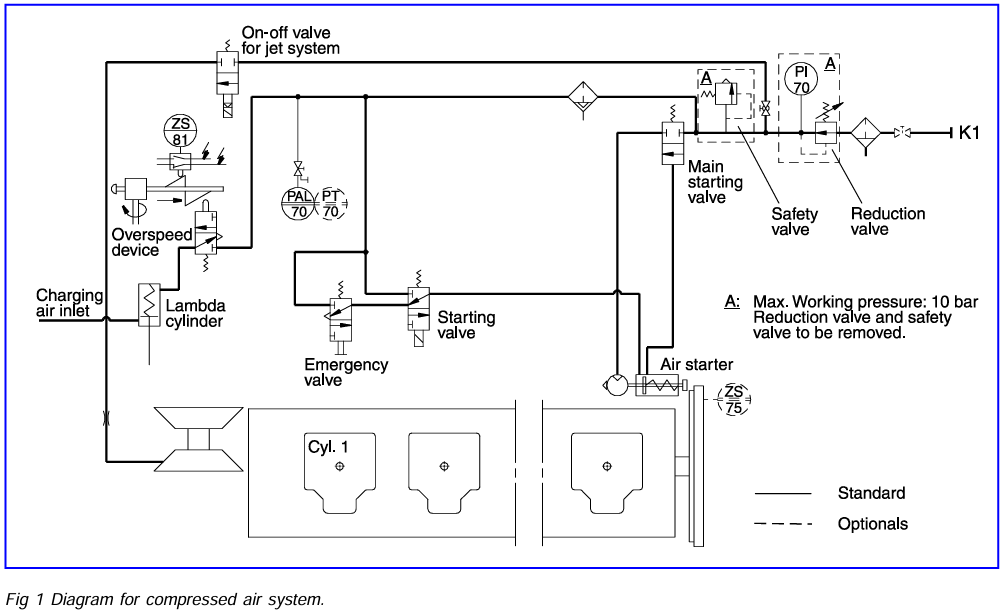 On-off valve
for jet system
A
A
PI
70
K1
ZS
81
Main
starting
valve
PAL
70
PT
70
Safety
valve
Reduction
valve
Overspeed
device
Charging
air inlet
Lambda
cylinder
Starting
valve
A: Max. Working pressure: 10 bar
Reduction valve and safety
valve to be removed.
Emergency
valve
Air starter
ZS
75
Cyl. 1
Standard
Optionals
Fig 1 Diagram for compressed air system.